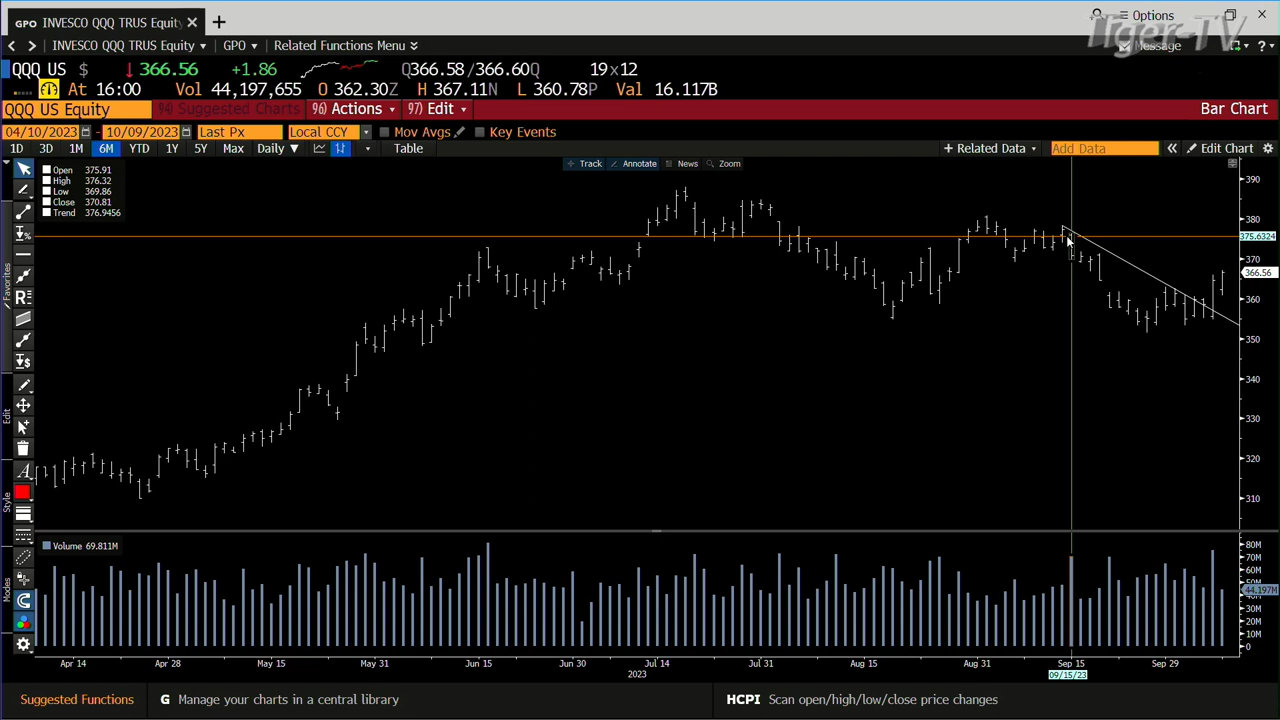 GPO INVESCO QQQ TRUS Equity × +
Options
Tiger-TV
INVESCO QQQ TRUS Equity GPO Related Functions Menu Message ?
QQQ US $ ↓366.56 +1.86 Q366.58/366.60Q 19×12
At 16:00 Vol 44,197,655 O 362.30Z H 367.11N L 360.78P Val 16.117B
QQQ US Equity 94) Suggested Charts 96) Actions 97) Edit Bar Chart
04/10/2023 - 10/09/2023 Last Px Local CCY Mov Avgs Key Events
1D 3D 1M 6M YTD 1Y 5Y Max Daily ▼ Table + Related Data Add Data « Edit Chart
Track Annotate News Zoom
Open 375.91
High 376.32
Low 369.86
Close 370.81
Trend 376.9456
390
380
375.6324
370
366.56
360
350
340
330
320
310
Favorites
Edit
Style
Modes
Volume 69.811M
80M
70M
60M
50M
44.197M
40M
30M
20M
10M
0
Apr 14 Apr 28 May 15 May 31 Jun 15 Jun 30 Jul 14 Jul 31 Aug 15 Aug 31 Sep 15 Sep 29
2023 09/15/23
Suggested Functions G Manage your charts in a central library HCPI Scan open/high/low/close price changes